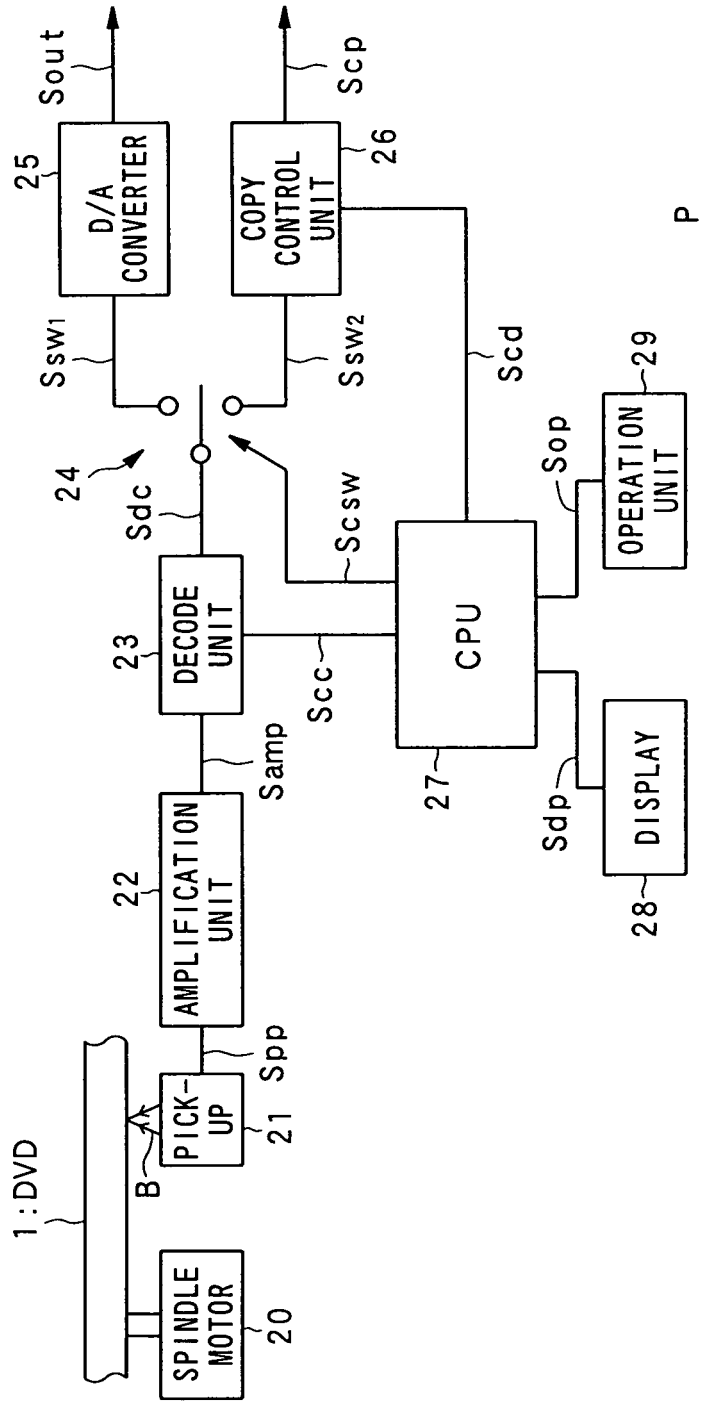 1:DVD
B
SPINDLE
MOTOR
20
PICK-
UP
21
Spp
22
AMPLIFICATION
UNIT
Samp
23
DECODE
UNIT
Sdc
24
Ssw1
25
D/A
CONVERTER
Sout
Ssw2
COPY
CONTROL
UNIT
26
Scp
Scc
Scsw
Scd
CPU
27
Sdp
Sop
28
DISPLAY
29
OPERATION
UNIT
P